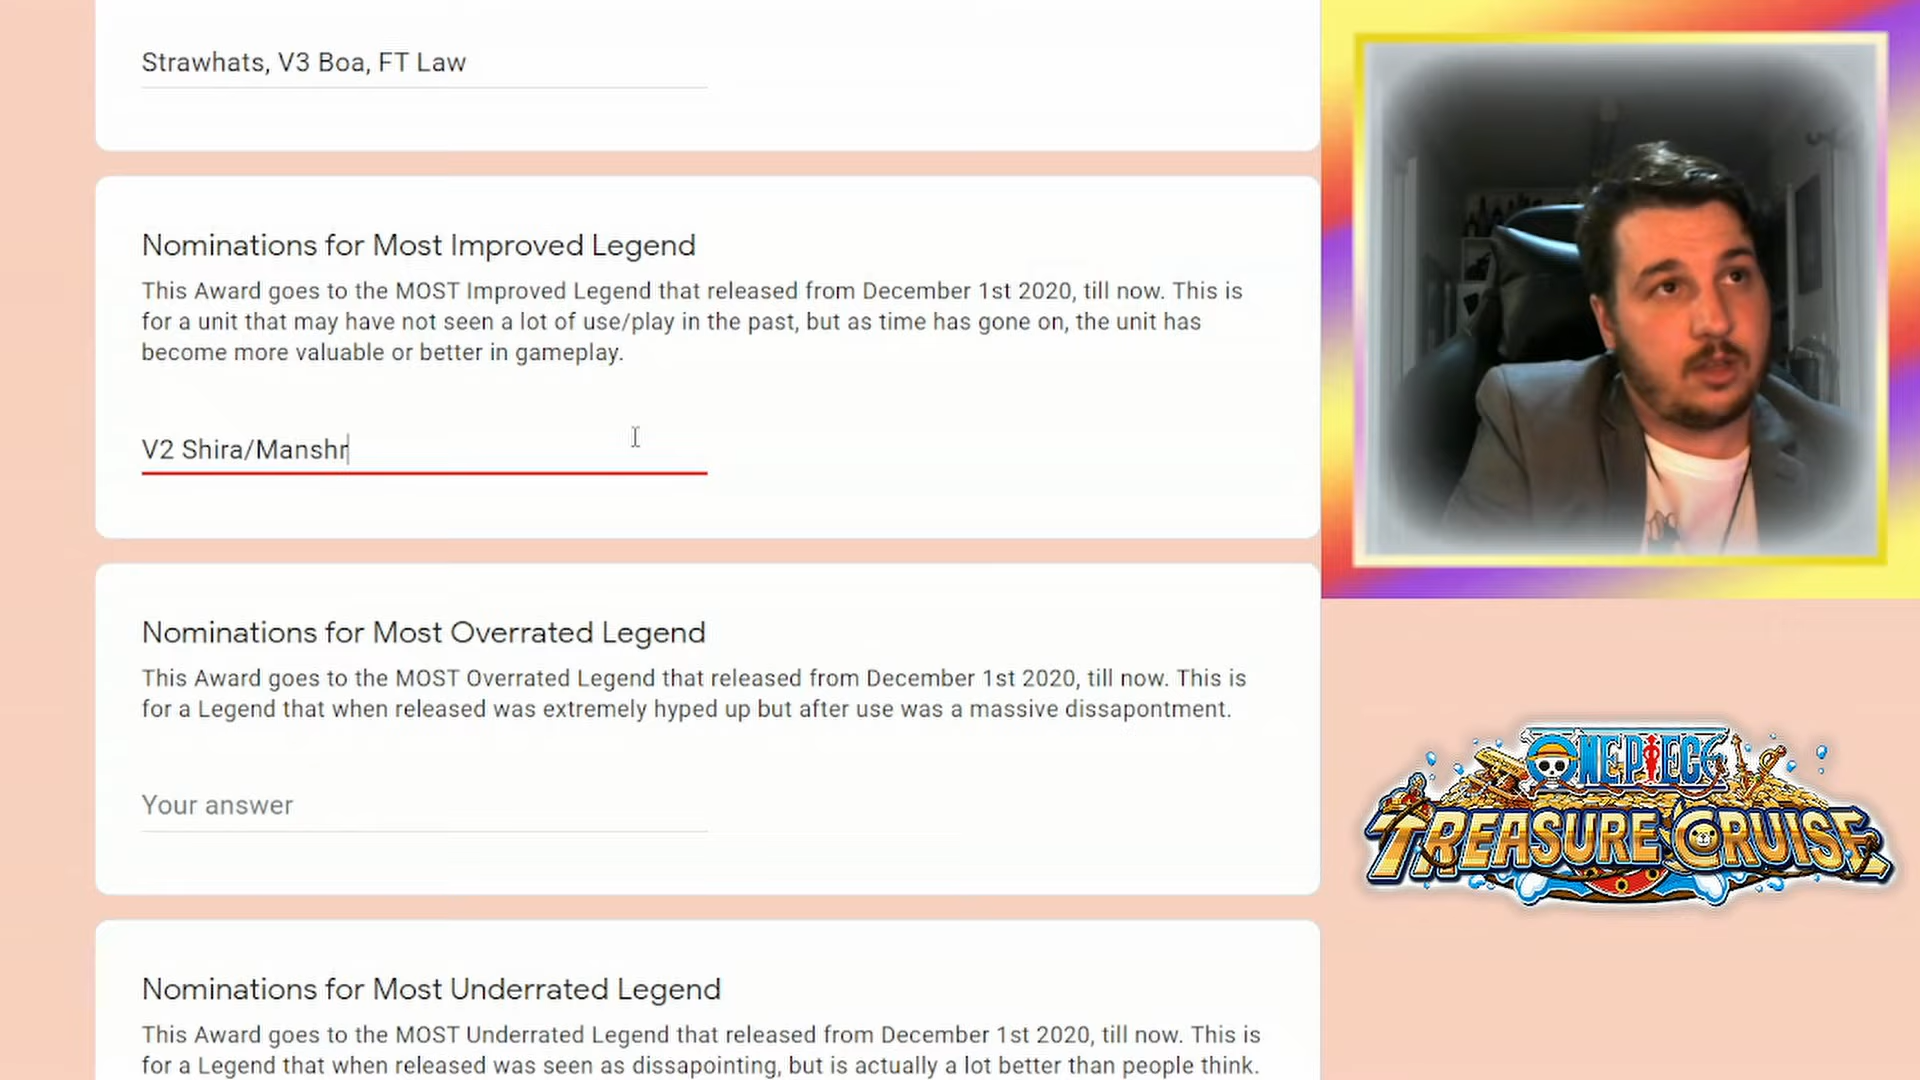 Strawhats, V3 Boa, FT Law
Nominations for Most Improved Legend
This Award goes to the MOST Improved Legend that released from December 1st 2020, till now. This is
for a unit that may have not seen a lot of use/play in the past, but as time has gone on, the unit has
become more valuable or better in gameplay.
V2 Shira/Manshr
Nominations for Most Overrated Legend
This Award goes to the MOST Overrated Legend that released from December 1st 2020, till now. This is
for a Legend that when released was extremely hyped up but after use was a massive dissapontment.
Your answer
Nominations for Most Underrated Legend
This Award goes to the MOST Underrated Legend that released from December 1st 2020, till now. This is
for a Legend that when released was seen as dissapointing, but is actually a lot better than people think.
ONE PIECE
TREASURE CRUISE